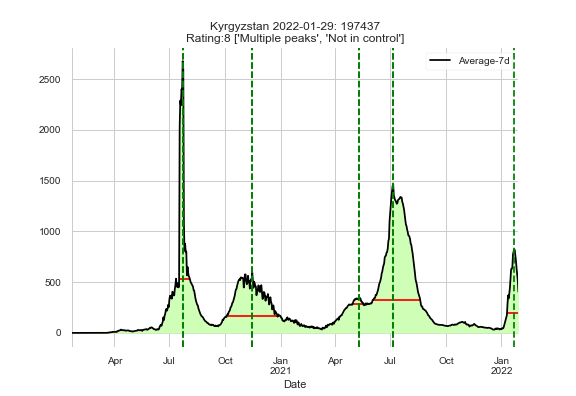 Kyrgyzstan 2022-01-29: 197437
Rating:8 ['Multiple peaks', 'Not in control']
Average-7d
2500
2000
1500
1000
500
0
Apr Jul Oct Jan Apr Jul Oct Jan
2021 2022
Date